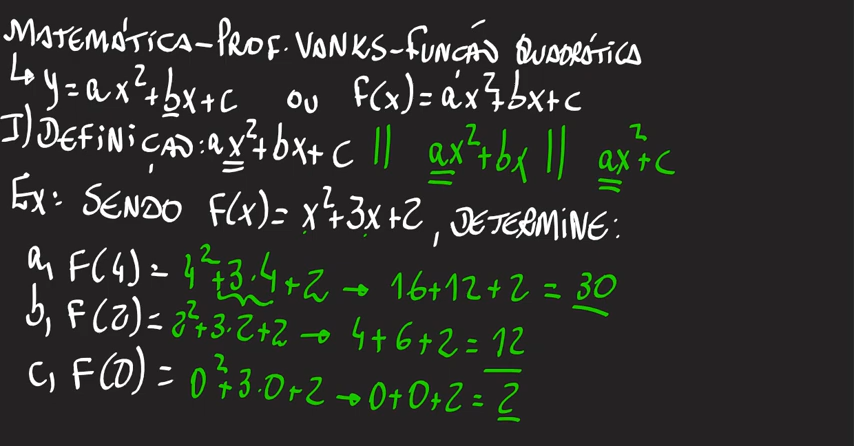 MATEMÁTICA-PROF. VANKS-FUNÇÃO QUADRÁTICA
↳ y=ax²+bx+c ou f(x)=ax²+bx+c
I) DEFINIÇÃO: ax²+bx+c || ax²+bx || ax²+c
Ex: SENDO f(x)=x²+3x+2, DETERMINE:
a, F(4)= 4²+3·4+2 → 16+12+2 = 30
b, F(2)= 2²+3·2+2 → 4+6+2=12
c, F(0)= 0²+3·0+2 → 0+0+2=2